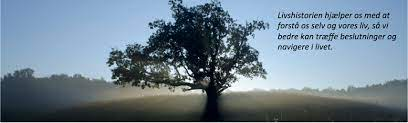 Livshistorien hjælper os med at
forstå os selv og vores liv, så vi
bedre kan træffe beslutninger og
navigere i livet.